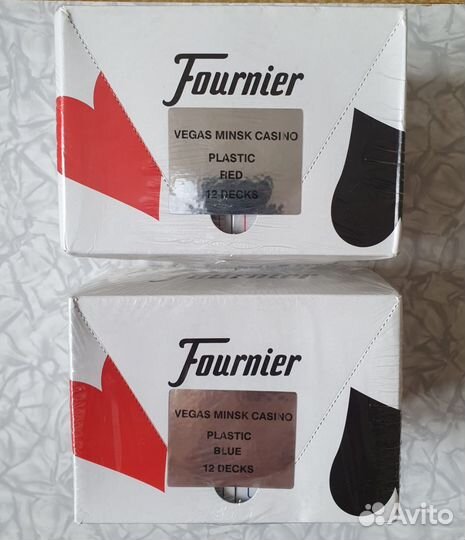 Fournier
VEGAS MINSK CASINO
PLASTIC
RED
12 DECKS
Fournier
VEGAS MINSK CASINO
PLASTIC
BLUE
12 DECKS
Avito